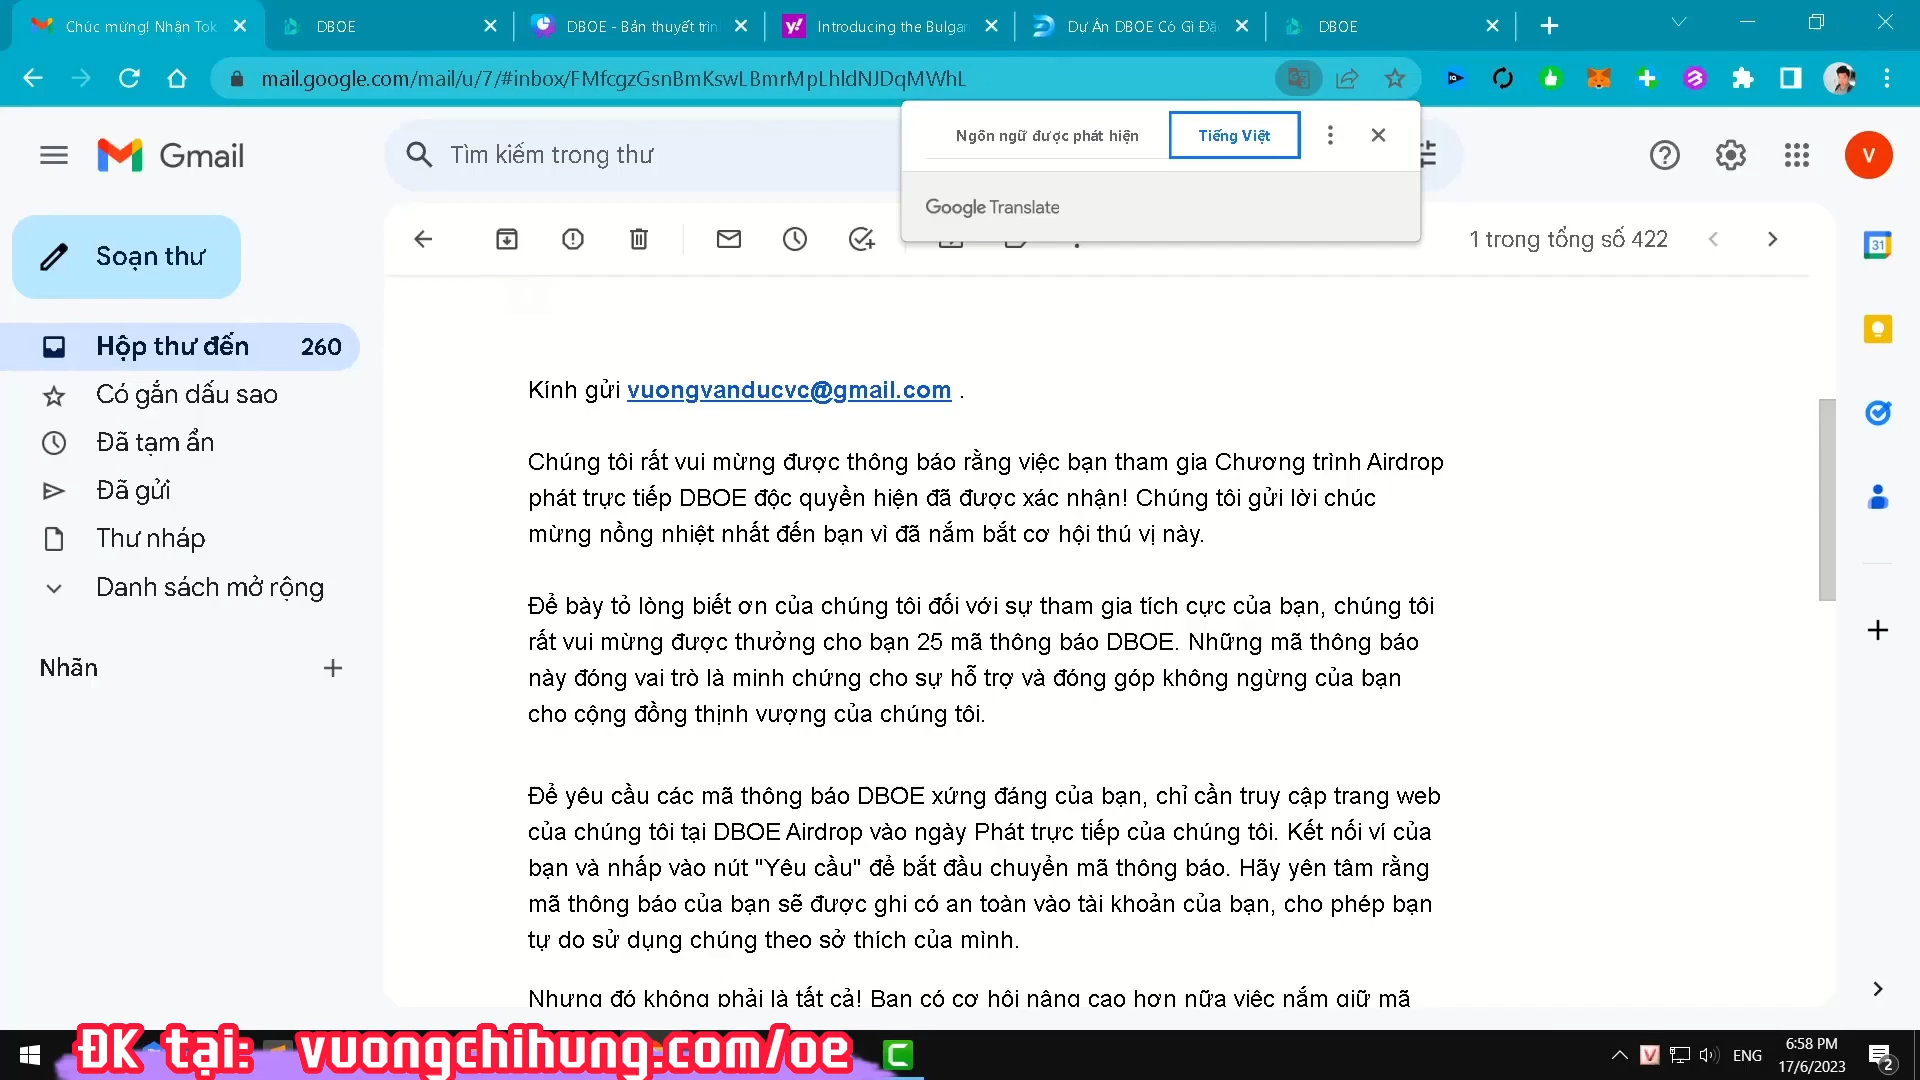 Chúc mừng! Nhận Tok
DBOE
DBOE - Bản thuyết trìn
Introducing the Bulgar
Dự Án DBOE Có Gì Đă
DBOE
mail.google.com/mail/u/7/#inbox/FMfcgzGsnBmKswLBmrMpLhldNJDqMWhL
Ngôn ngữ được phát hiện
Tiếng Việt
Google Translate
Gmail
Tìm kiếm trong thư
V
Soạn thư
1 trong tổng số 422
Hộp thư đến 260
Có gắn dấu sao
Đã tạm ẩn
Đã gửi
Thư nháp
Danh sách mở rộng
Nhãn
31
Kính gửi vuongvanducvc@gmail.com .
Chúng tôi rất vui mừng được thông báo rằng việc bạn tham gia Chương trình Airdrop
phát trực tiếp DBOE độc quyền hiện đã được xác nhận! Chúng tôi gửi lời chúc
mừng nồng nhiệt nhất đến bạn vì đã nắm bắt cơ hội thú vị này.
Để bày tỏ lòng biết ơn của chúng tôi đối với sự tham gia tích cực của bạn, chúng tôi
rất vui mừng được thưởng cho bạn 25 mã thông báo DBOE. Những mã thông báo
này đóng vai trò là minh chứng cho sự hỗ trợ và đóng góp không ngừng của bạn
cho cộng đồng thịnh vượng của chúng tôi.
Để yêu cầu các mã thông báo DBOE xứng đáng của bạn, chỉ cần truy cập trang web
của chúng tôi tại DBOE Airdrop vào ngày Phát trực tiếp của chúng tôi. Kết nối ví của
bạn và nhấp vào nút "Yêu cầu" để bắt đầu chuyển mã thông báo. Hãy yên tâm rằng
mã thông báo của bạn sẽ được ghi có an toàn vào tài khoản của bạn, cho phép bạn
tự do sử dụng chúng theo sở thích của mình.
Nhưng đó không phải là tất cả! Bạn có cơ hội nâng cao hơn nữa việc nắm giữ mã
ĐK tại: vuongchihung.com/oe
ENG
6:58 PM
17/6/2023
2